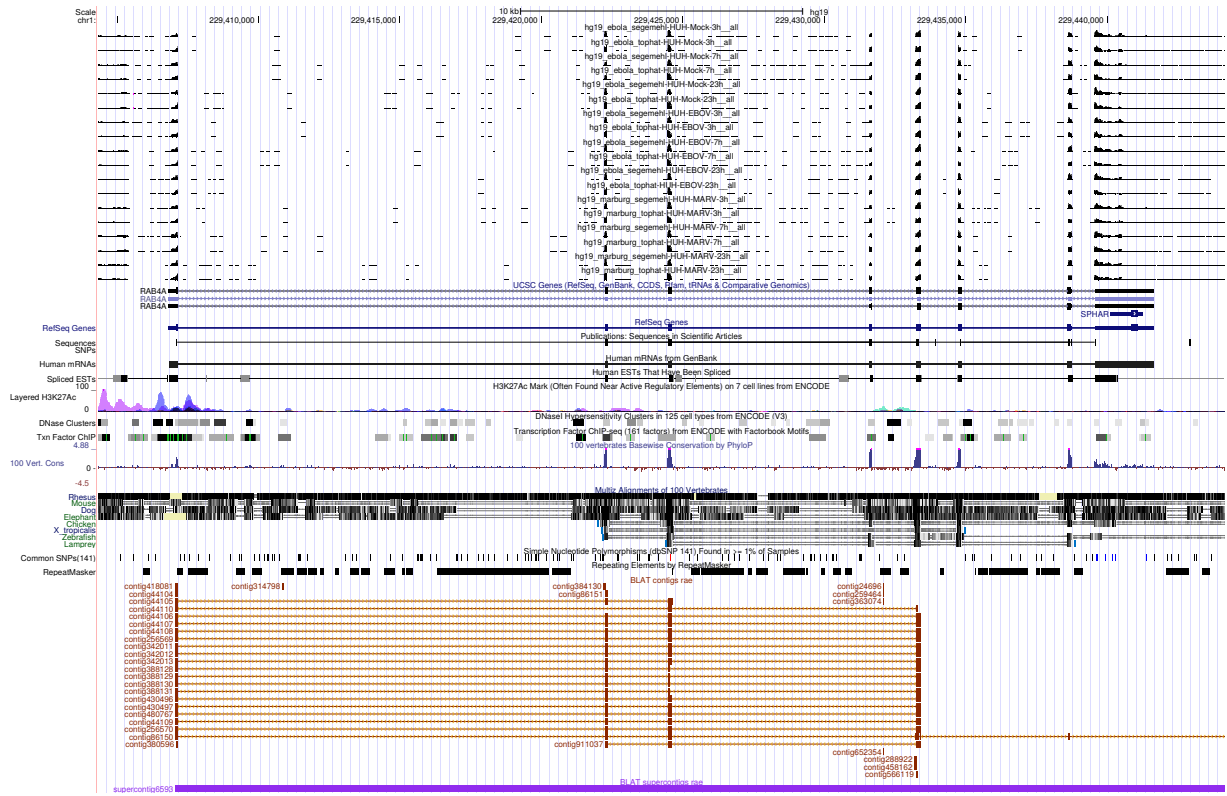 Scale 10 kb hg19
chr1: 229,410,000 229,415,000 229,420,000 229,425,000 229,430,000 229,435,000 229,440,000
hg19_ebola_segemehl-HUH-Mock-3h__all
hg19_ebola_tophat-HUH-Mock-3h__all
hg19_ebola_segemehl-HUH-Mock-7h__all
hg19_ebola_tophat-HUH-Mock-7h__all
hg19_ebola_segemehl-HUH-Mock-23h__all
hg19_ebola_tophat-HUH-Mock-23h__all
hg19_ebola_segemehl-HUH-EBOV-3h__all
hg19_ebola_tophat-HUH-EBOV-3h__all
hg19_ebola_segemehl-HUH-EBOV-7h__all
hg19_ebola_tophat-HUH-EBOV-7h__all
hg19_ebola_segemehl-HUH-EBOV-23h__all
hg19_ebola_tophat-HUH-EBOV-23h__all
hg19_marburg_segemehl-HUH-MARV-3h__all
hg19_marburg_tophat-HUH-MARV-3h__all
hg19_marburg_segemehl-HUH-MARV-7h__all
hg19_marburg_tophat-HUH-MARV-7h__all
hg19_marburg_segemehl-HUH-MARV-23h__all
hg19_marburg_tophat-HUH-MARV-23h__all
UCSC Genes (RefSeq, GenBank, CCDS, Rfam, tRNAs & Comparative Genomics)
RAB4A
RAB4A
RAB4A
SPHAR
RefSeq Genes
RefSeq Genes
Publications: Sequences in Scientific Articles
Sequences
SNPs
Human mRNAs from GenBank
Human mRNAs
Human ESTs That Have Been Spliced
Spliced ESTs
H3K27Ac Mark (Often Found Near Active Regulatory Elements) on 7 cell lines from ENCODE
100
Layered H3K27Ac
0
DNaseI Hypersensitivity Clusters in 125 cell types from ENCODE (V3)
DNase Clusters
Transcription Factor ChIP-seq (161 factors) from ENCODE with Factorbook Motifs
Txn Factor ChIP
100 vertebrates Basewise Conservation by PhyloP
4.88
100 Vert. Cons
0
-4.5
Multiz Alignments of 100 Vertebrates
Rhesus
Mouse
Dog
Elephant
Chicken
X_tropicalis
Zebrafish
Lamprey
Simple Nucleotide Polymorphisms (dbSNP 141) Found in >= 1% of Samples
Common SNPs(141)
Repeating Elements by RepeatMasker
RepeatMasker
BLAT contigs rae
contig418081 contig314798 contig384130 contig24696
contig44104 contig86151 contig259464
contig44105 contig363074
contig44110
contig44106
contig44107
contig44108
contig256569
contig342011
contig342012
contig342013
contig388128
contig388129
contig388130
contig388131
contig430496
contig430497
contig480767
contig44109
contig256570
contig86150
contig380596 contig911037
contig652354
contig288922
contig458162
contig566119
BLAT supercontigs rae
supercontig6593